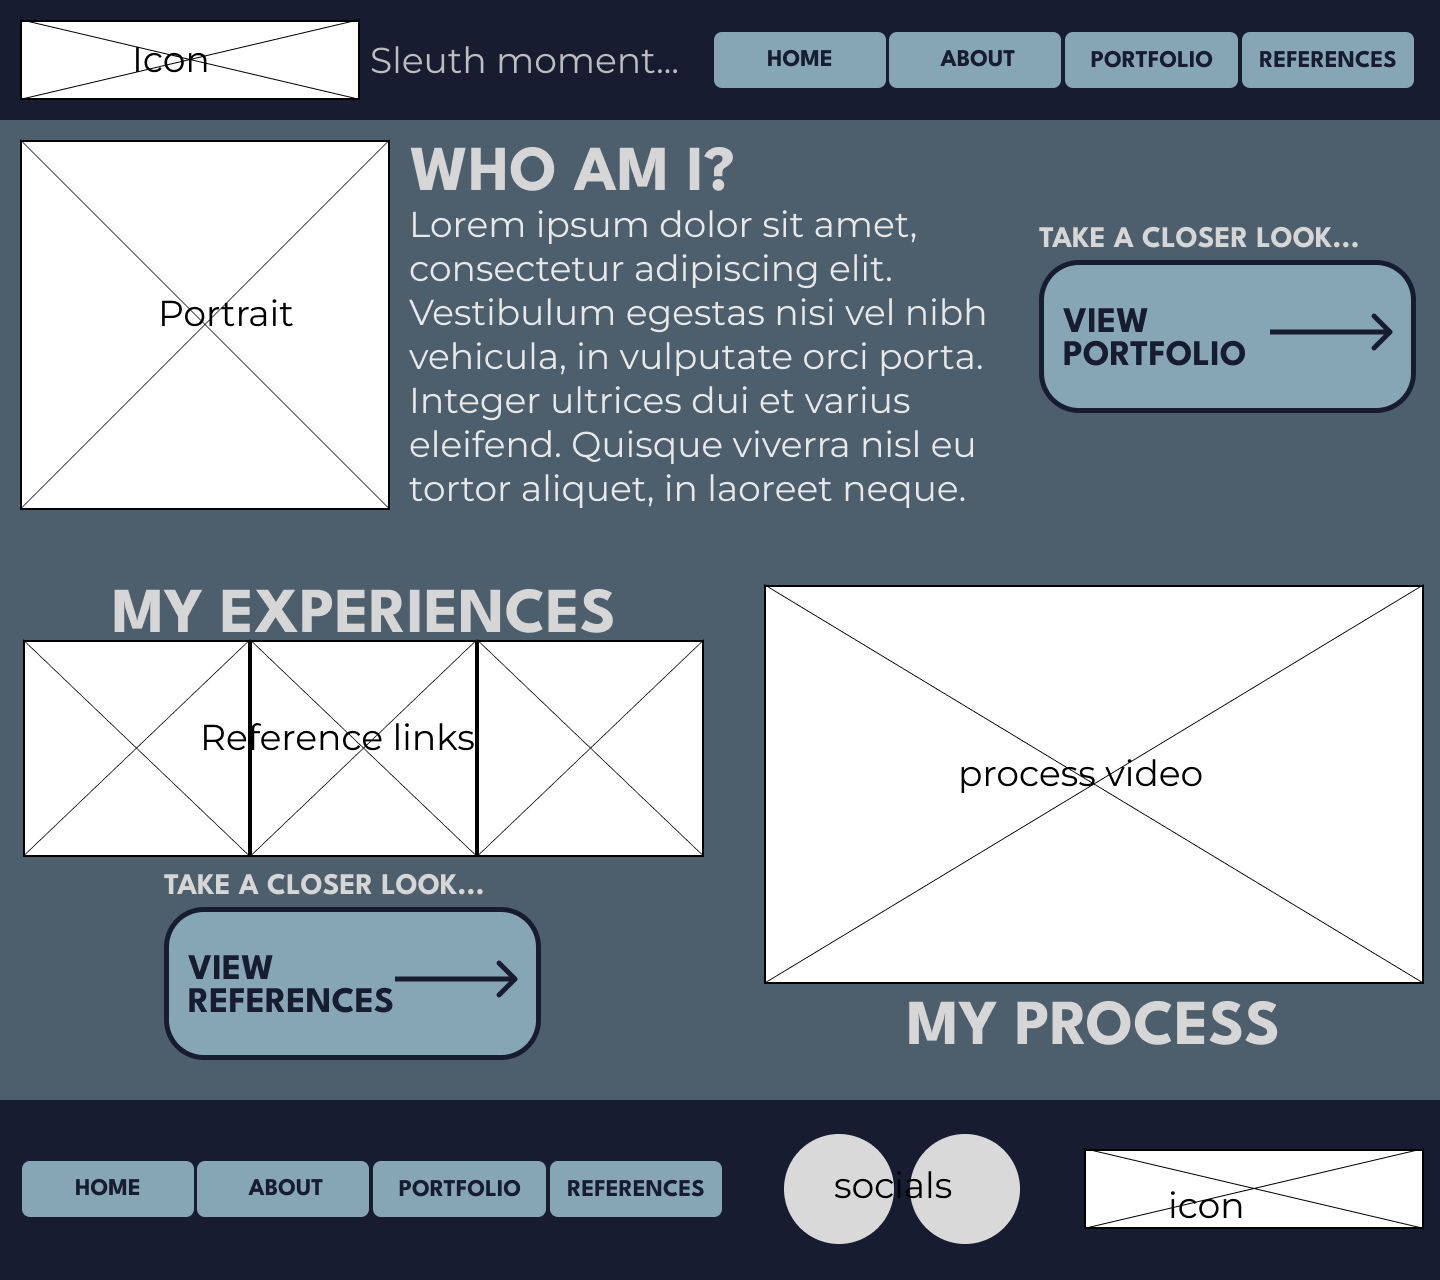 Icon
Sleuth moment...
HOME
ABOUT
PORTFOLIO
REFERENCES
Portrait
WHO AM I?
Lorem ipsum dolor sit amet,
consectetur adipiscing elit.
Vestibulum egestas nisi vel nibh
vehicula, in vulputate orci porta.
Integer ultrices dui et varius
eleifend. Quisque viverra nisl eu
tortor aliquet, in laoreet neque.
TAKE A CLOSER LOOK...
VIEW
PORTFOLIO
MY EXPERIENCES
Reference links
TAKE A CLOSER LOOK...
VIEW
REFERENCES
process video
MY PROCESS
HOME
ABOUT
PORTFOLIO
REFERENCES
socials
icon